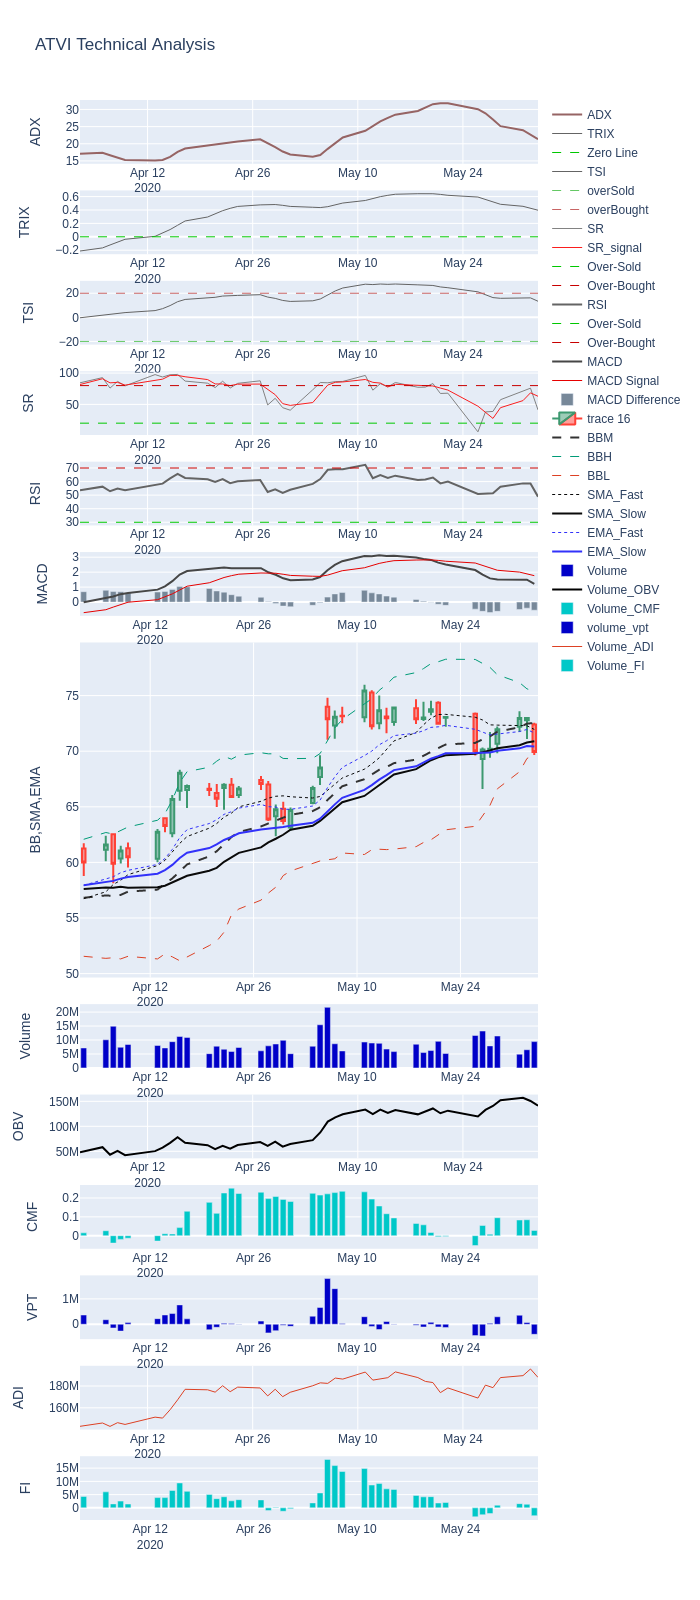 ATVI Technical Analysis
ADX
30
25
20
15
Apr 12
2020
Apr 26
May 10
May 24
TRIX
0.6
0.4
0.2
0
−0.2
Apr 12
2020
Apr 26
May 10
May 24
TSI
20
0
−20
Apr 12
2020
Apr 26
May 10
May 24
SR
100
50
Apr 12
2020
Apr 26
May 10
May 24
RSI
70
60
50
40
30
Apr 12
2020
Apr 26
May 10
May 24
MACD
3
2
1
0
Apr 12
2020
Apr 26
May 10
May 24
BB,SMA,EMA
75
70
65
60
55
50
Apr 12
2020
Apr 26
May 10
May 24
Volume
20M
15M
10M
5M
0
Apr 12
2020
Apr 26
May 10
May 24
OBV
150M
100M
50M
Apr 12
2020
Apr 26
May 10
May 24
CMF
0.2
0.1
0
Apr 12
2020
Apr 26
May 10
May 24
VPT
1M
0
Apr 12
2020
Apr 26
May 10
May 24
ADI
180M
160M
Apr 12
2020
Apr 26
May 10
May 24
FI
15M
10M
5M
0
Apr 12
2020
Apr 26
May 10
May 24
ADX
TRIX
Zero Line
TSI
overSold
overBought
SR
SR_signal
Over-Sold
Over-Bought
RSI
Over-Sold
Over-Bought
MACD
MACD Signal
MACD Difference
trace 16
BBM
BBH
BBL
SMA_Fast
SMA_Slow
EMA_Fast
EMA_Slow
Volume
Volume_OBV
Volume_CMF
volume_vpt
Volume_ADI
Volume_FI